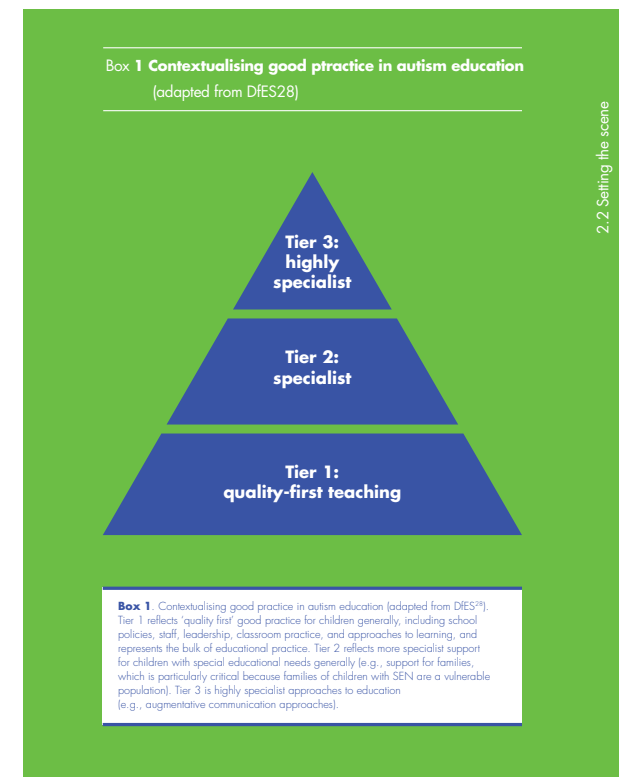 Box 1 Contextualising good ptractice in autism education
(adapted from DfES28)
2.2 Setting the scene
Tier 3:
highly
specialist
Tier 2:
specialist
Tier 1:
quality-first teaching
Box 1. Contextualising good practice in autism education (adapted from DfES²⁸).
Tier 1 reflects ‘quality first’ good practice for children generally, including school
policies, staff, leadership, classroom practice, and approaches to learning, and
represents the bulk of educational practice. Tier 2 reflects more specialist support
for children with special educational needs generally (e.g., support for families,
which is particularly critical because families of children with SEN are a vulnerable
population). Tier 3 is highly specialist approaches to education
(e.g., augmentative communication approaches).